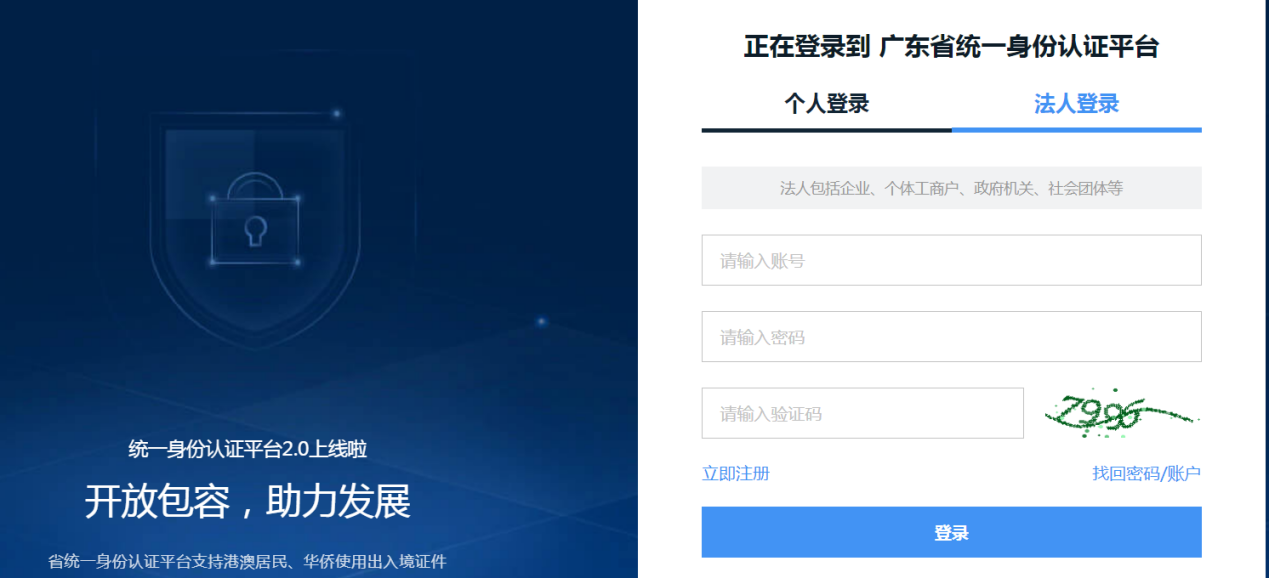 统一身份认证平台2.0上线啦
开放包容，助力发展
省统一身份认证平台支持港澳居民、华侨使用出入境证件
正在登录到 广东省统一身份认证平台
个人登录
法人登录
法人包括企业、个体工商户、政府机关、社会团体等
请输入账号
请输入密码
请输入验证码
立即注册
找回密码/账户
登录